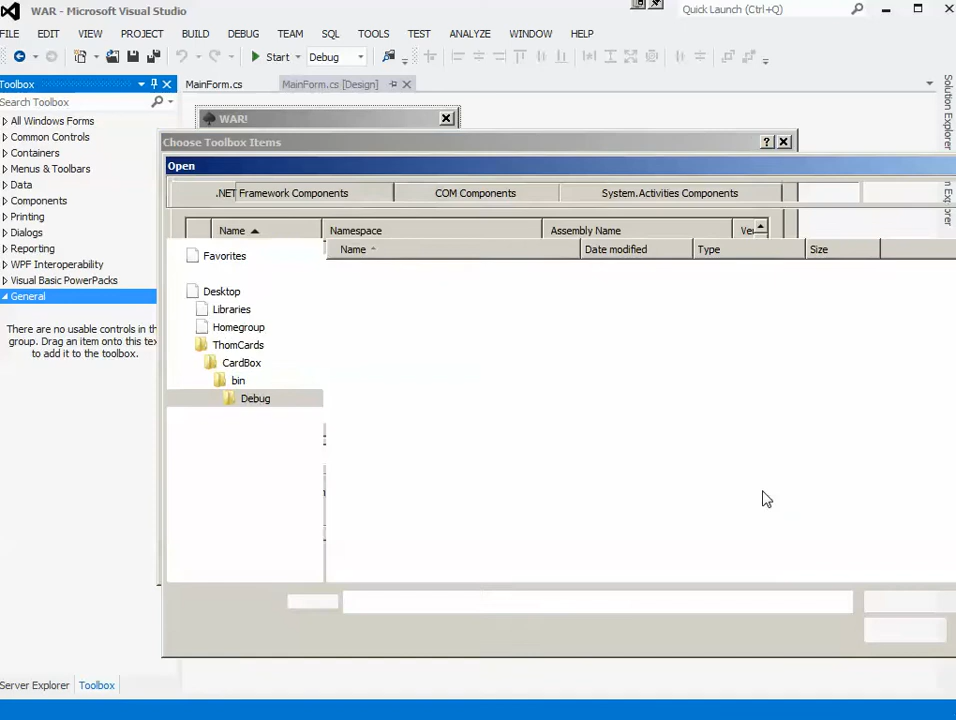 WAR - Microsoft Visual Studio
Quick Launch (Ctrl+Q)
FILE EDIT VIEW PROJECT BUILD DEBUG TEAM SQL TOOLS TEST ANALYZE WINDOW HELP
Start Debug
Toolbox
MainForm.cs
MainForm.cs [Design]
Search Toolbox
All Windows Forms
Common Controls
Containers
Menus & Toolbars
Data
Components
Printing
Dialogs
Reporting
WPF Interoperability
Visual Basic PowerPacks
General
There are no usable controls in th
group. Drag an item onto this tex
to add it to the toolbox.
WAR!
Choose Toolbox Items
Open
.NET Framework Components
COM Components
System.Activities Components
Name
Namespace
Assembly Name
Name
Date modified
Type
Size
Favorites
Desktop
Libraries
Homegroup
ThomCards
CardBox
bin
Debug
Solution Explorer
Server Explorer
Toolbox